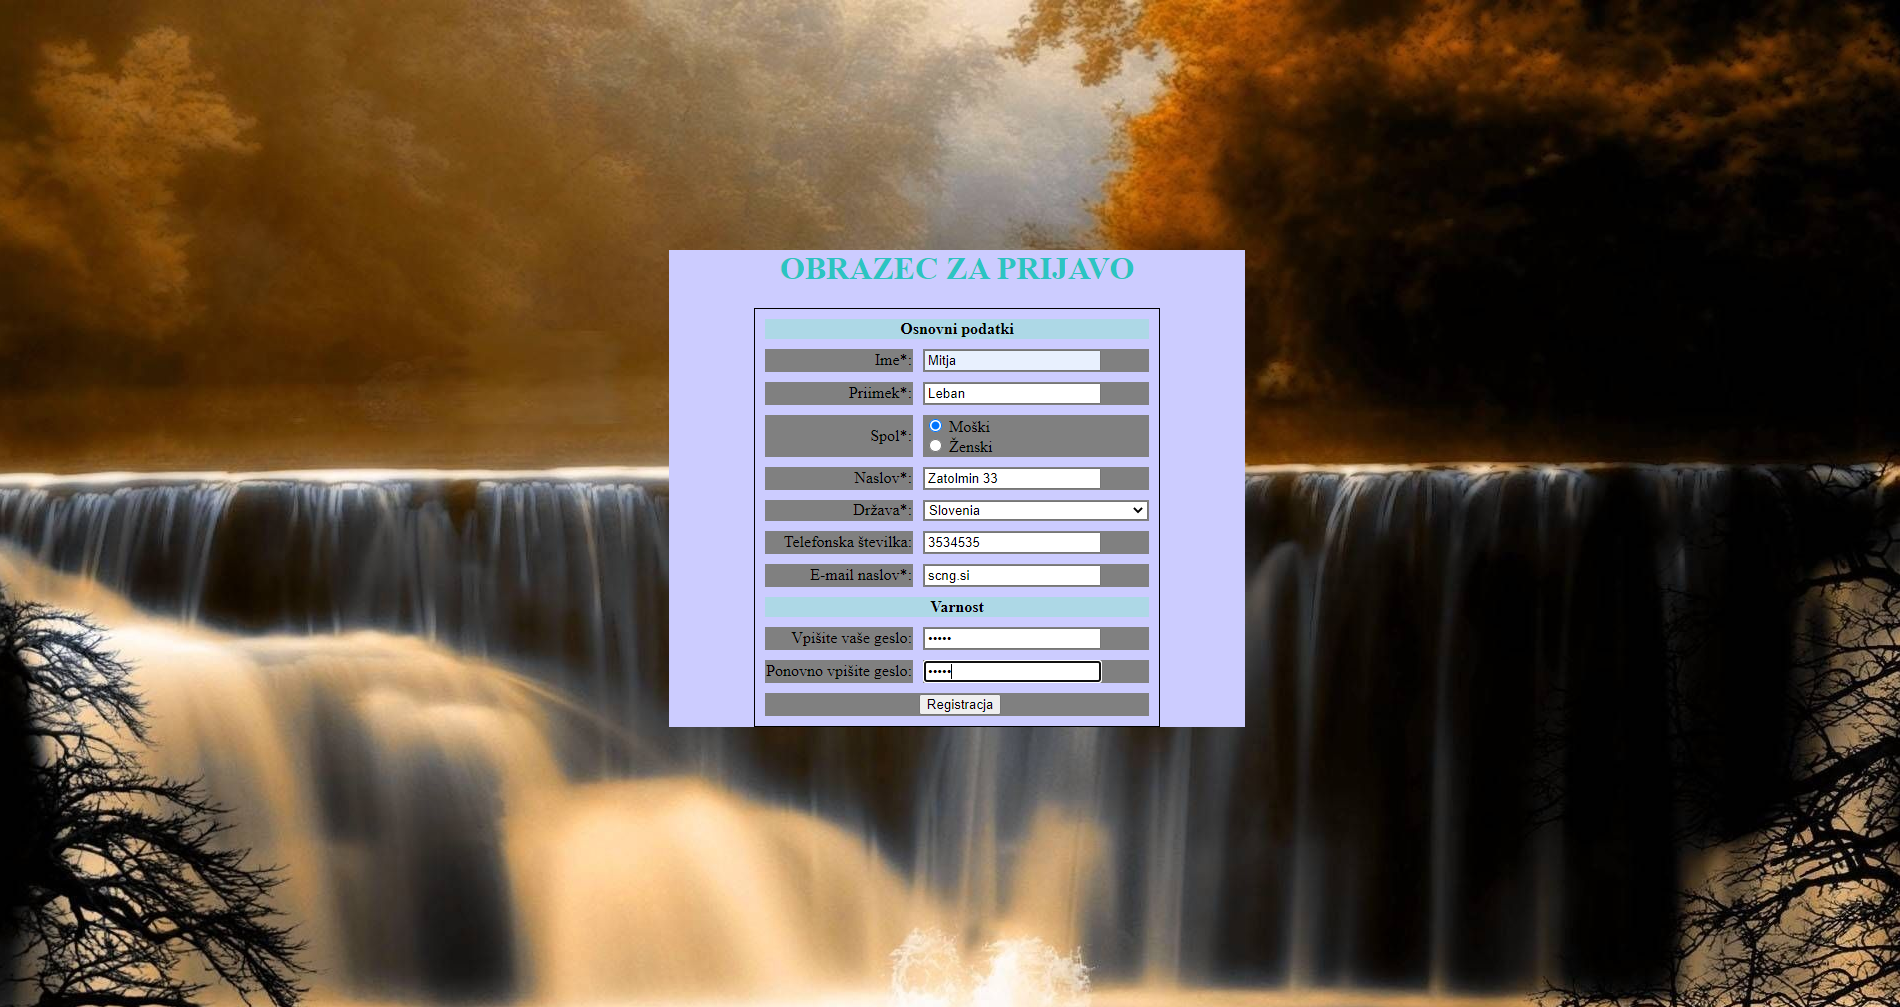 OBRAZEC ZA PRIJAVO
Osnovni podatki
Ime*: Mitja
Priimek*: Leban
Spol*: Moški
Ženski
Naslov*: Zatolmin 33
Država*: Slovenia
Telefonska številka: 3534535
E-mail naslov*: scng.si
Varnost
Vpišite vaše geslo: •••••
Ponovno vpišite geslo: •••••
Registracja